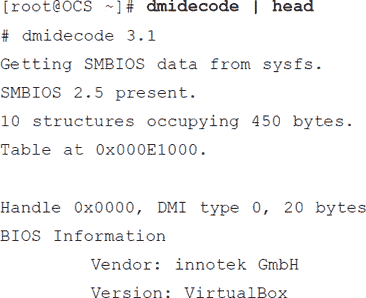 [root@OCS ~]# dmidecode | head
# dmidecode 3.1
Getting SMBIOS data from sysfs.
SMBIOS 2.5 present.
10 structures occupying 450 bytes.
Table at 0x000E1000.
Handle 0x0000, DMI type 0, 20 bytes
BIOS Information
Vendor: innotek GmbH
Version: VirtualBox